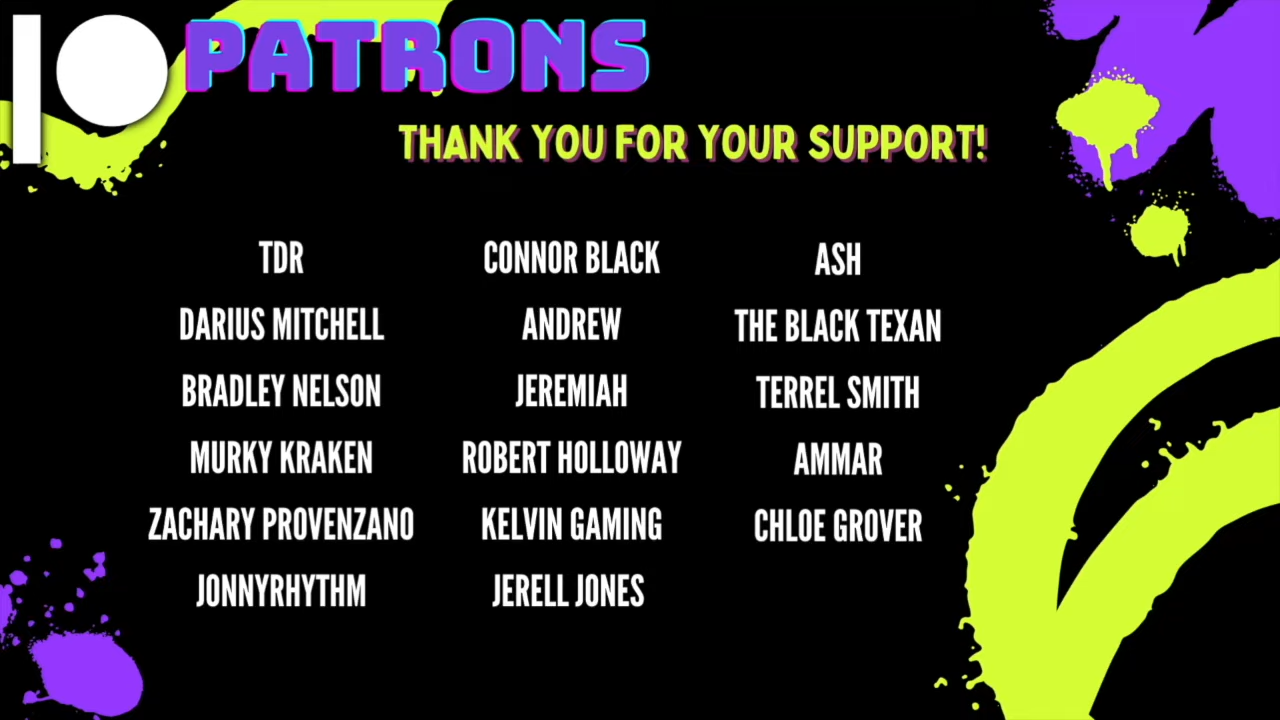 PATRONS
THANK YOU FOR YOUR SUPPORT!
TDR
DARIUS MITCHELL
BRADLEY NELSON
MURKY KRAKEN
ZACHARY PROVENZANO
JONNYRHYTHM
CONNOR BLACK
ANDREW
JEREMIAH
ROBERT HOLLOWAY
KELVIN GAMING
JERELL JONES
ASH
THE BLACK TEXAN
TERREL SMITH
AMMAR
CHLOE GROVER